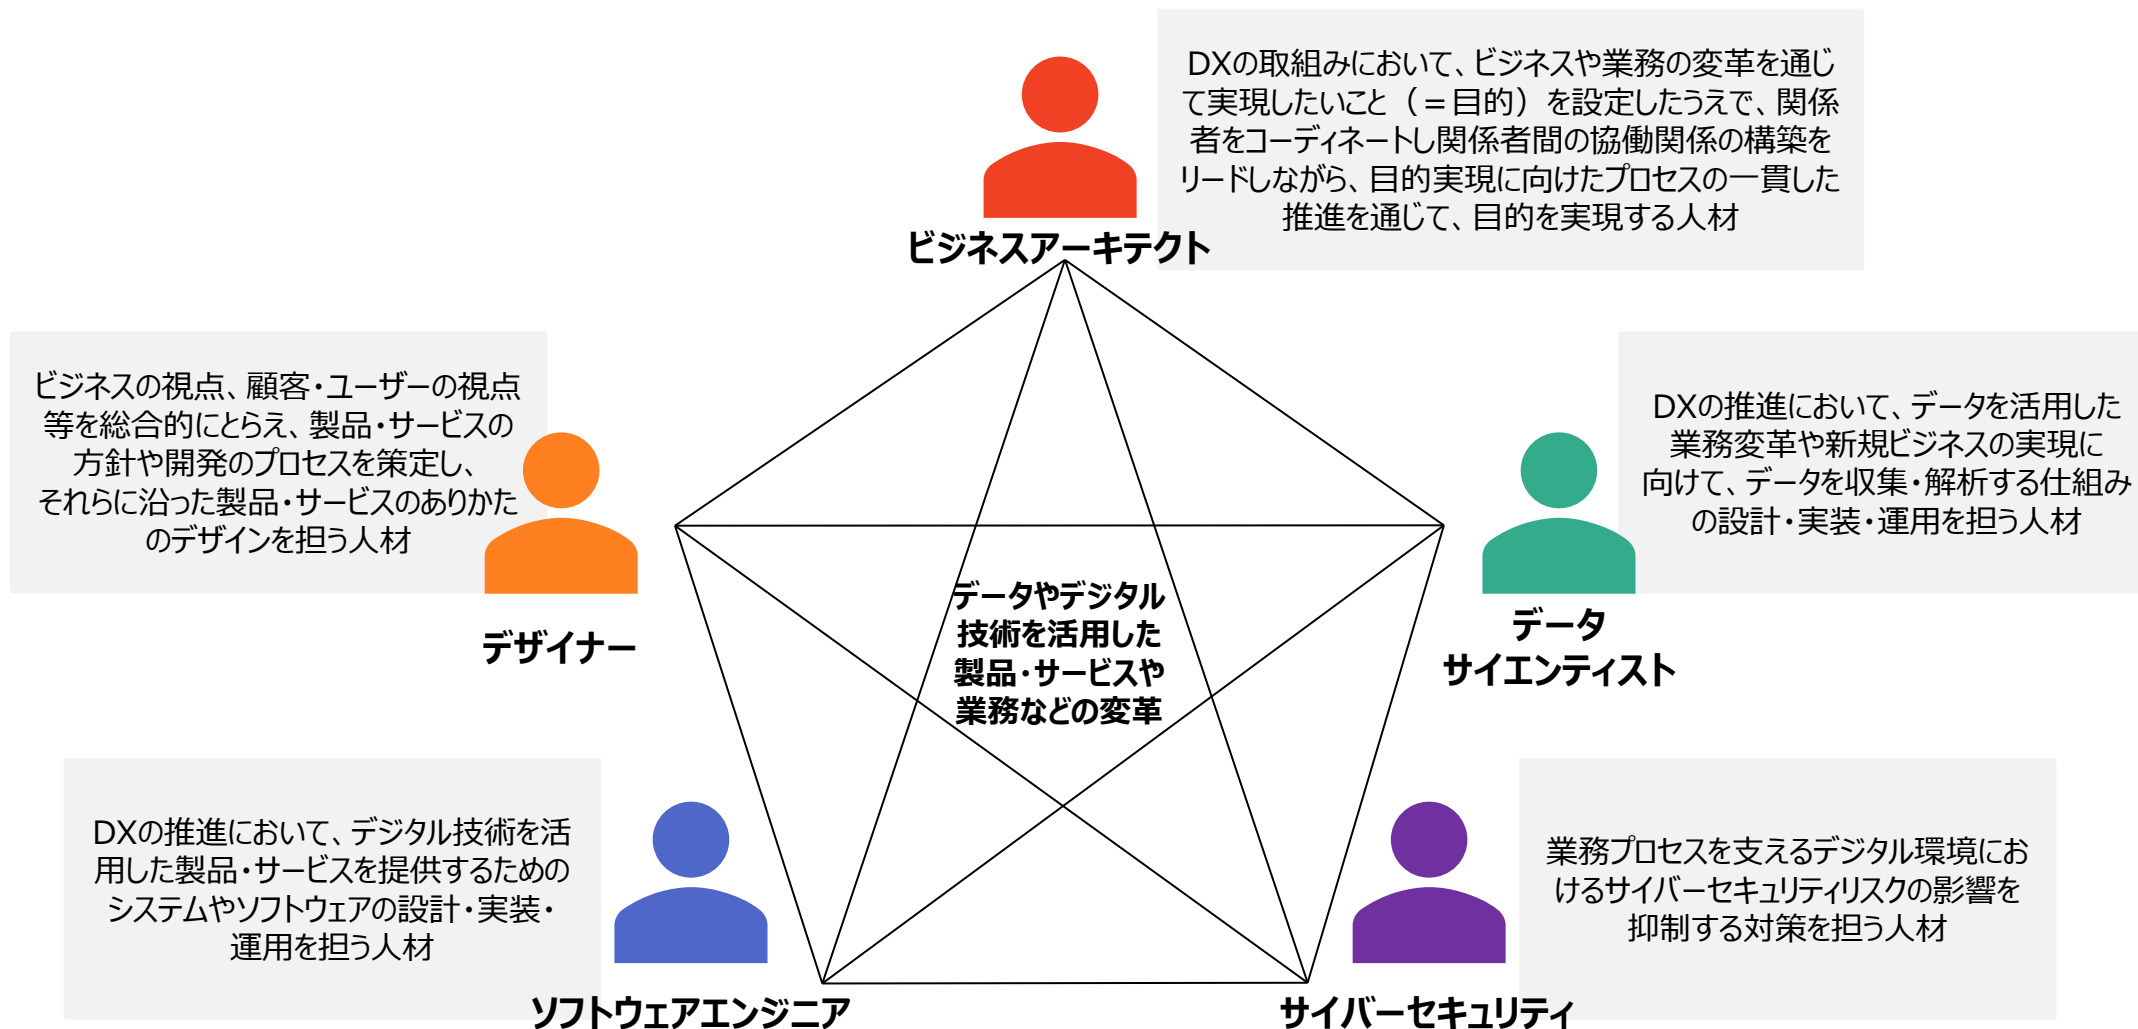 DXの取組みにおいて、ビジネスや業務の変革を通じ
て実現したいこと（＝目的）を設定したうえで、関係
者をコーディネートし関係者間の協働関係の構築を
リードしながら、目的実現に向けたプロセスの一貫した
推進を通じて、目的を実現する人材
ビジネスアーキテクト
ビジネスの視点、顧客・ユーザーの視点
等を総合的にとらえ、製品・サービスの
方針や開発のプロセスを策定し、
それらに沿った製品・サービスのありかた
のデザインを担う人材
デザイナー
DXの推進において、データを活用した
業務変革や新規ビジネスの実現に
向けて、データを収集・解析する仕組み
の設計・実装・運用を担う人材
データ
サイエンティスト
データやデジタル
技術を活用した
製品・サービスや
業務などの変革
DXの推進において、デジタル技術を活
用した製品・サービスを提供するための
システムやソフトウェアの設計・実装・
運用を担う人材
ソフトウェアエンジニア
業務プロセスを支えるデジタル環境にお
けるサイバーセキュリティリスクの影響を
抑制する対策を担う人材
サイバーセキュリティ